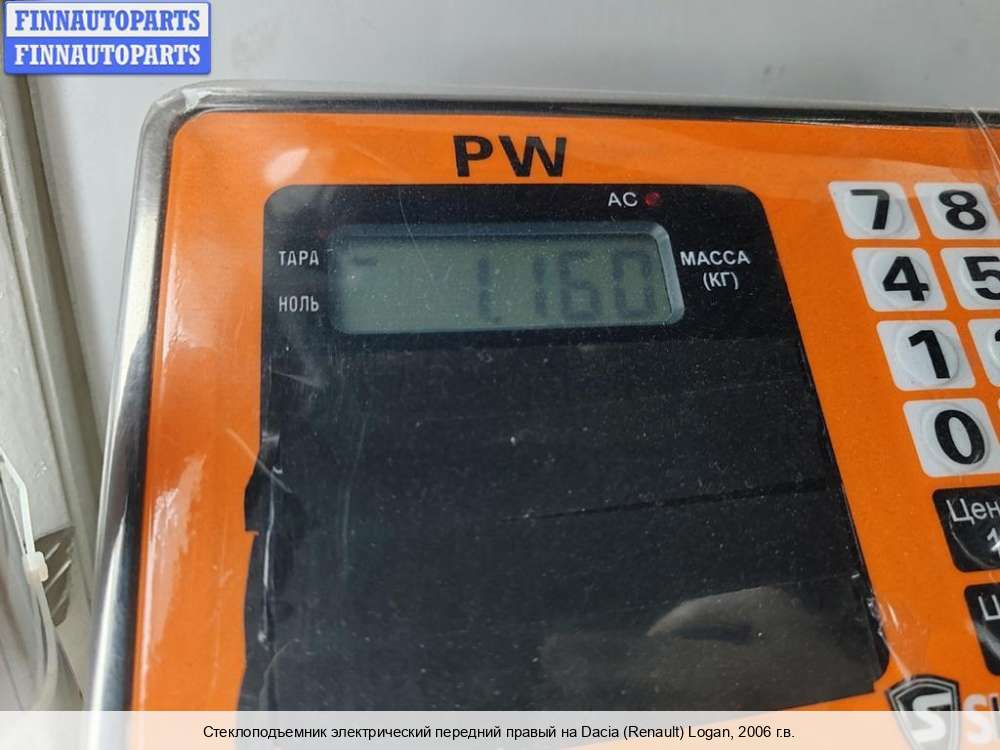 FINNAUTOPARTS
FINNAUTOPARTS
PW
AC
ТАРА
НОЛЬ
1.160
МАССА
(КГ)
7 8
4 5
1
0
S
Стеклоподъемник электрический передний правый на Dacia (Renault) Logan, 2006 г.в.